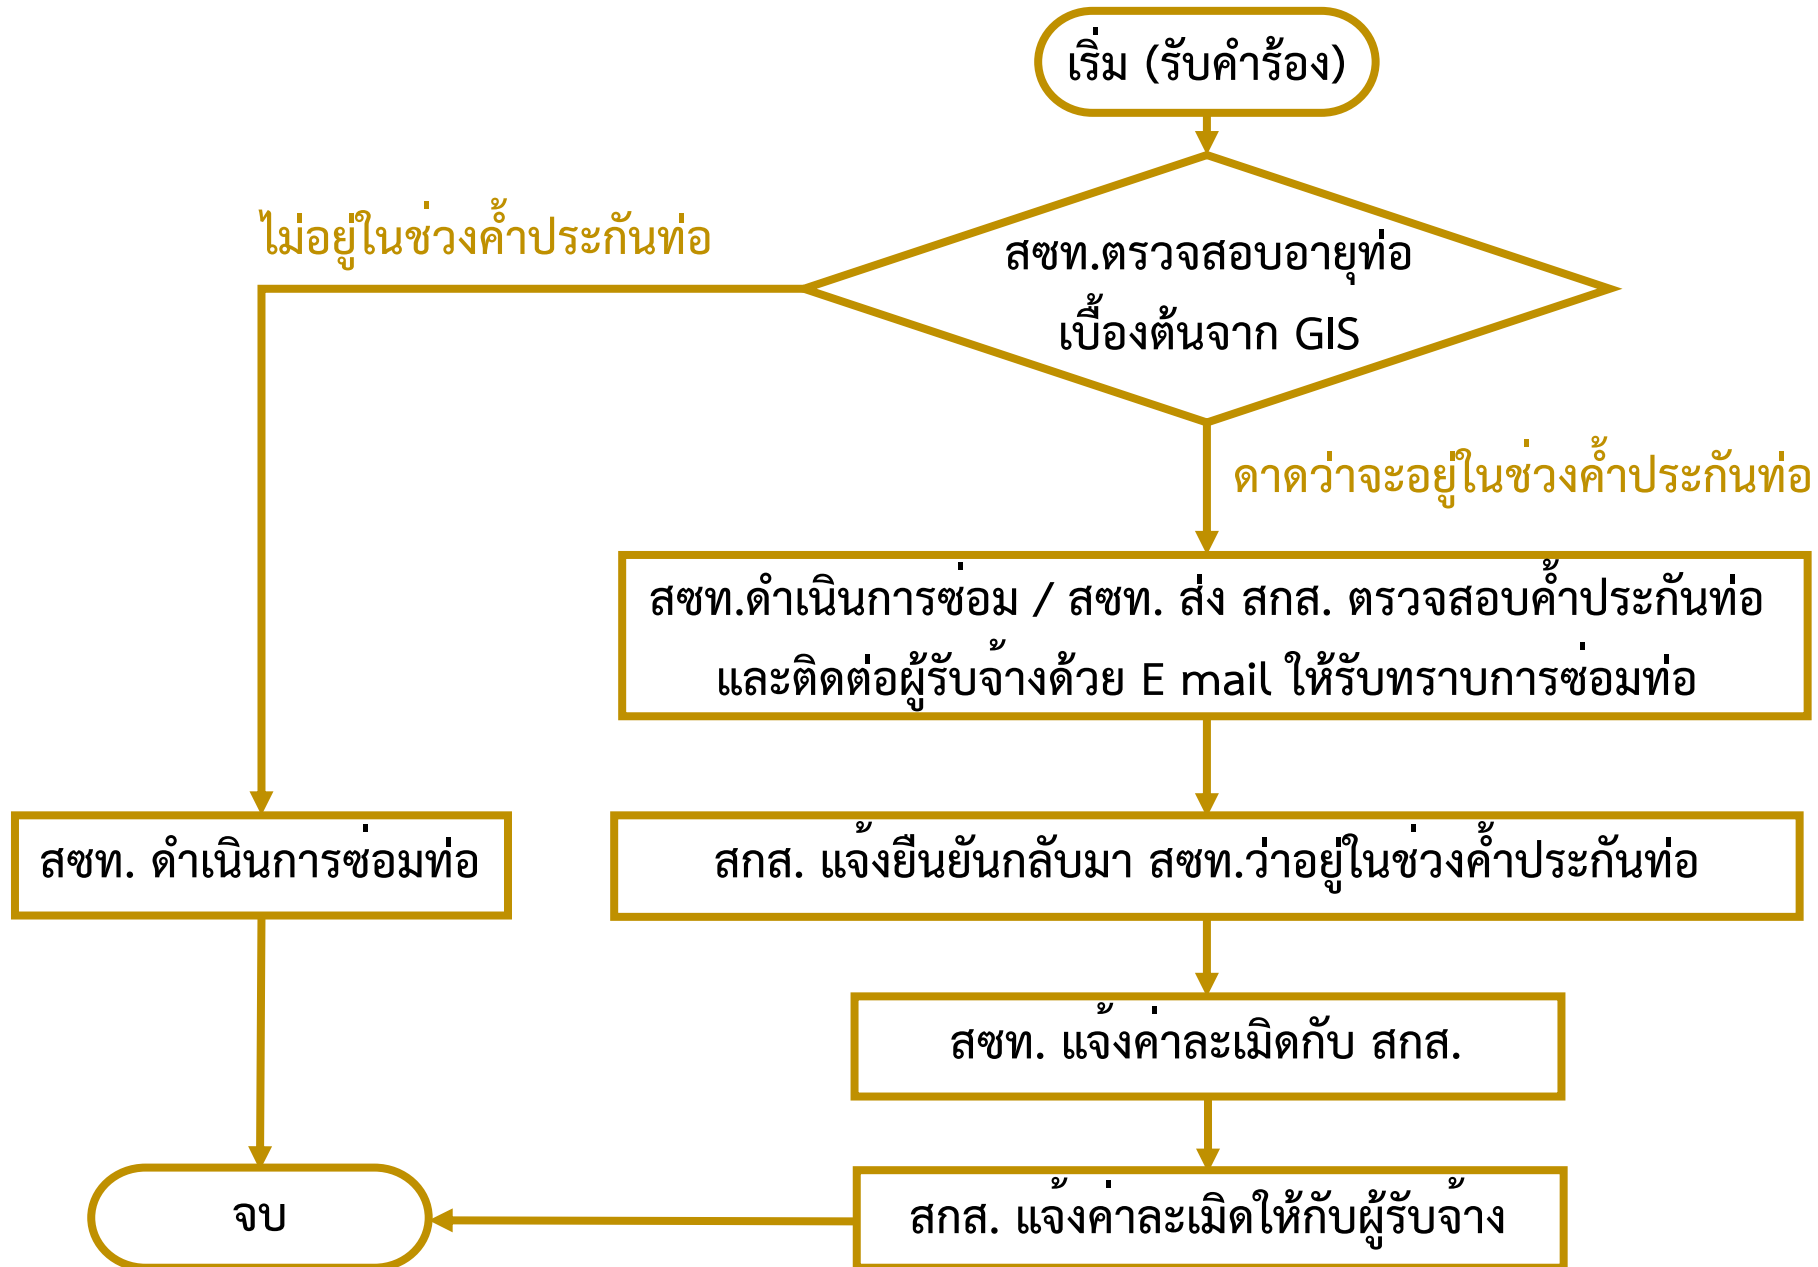 เริ่ม (รับคำร้อง)
ไม่อยู่ในช่วงค้ำประกันท่อ
สซท.ตรวจสอบอายุท่อ
เบื้องต้นจาก GIS
ดาดว่าจะอยู่ในช่วงค้ำประกันท่อ
สซท.ดำเนินการซ่อม / สซท. ส่ง สกส. ตรวจสอบค้ำประกันท่อ
และติดต่อผู้รับจ้างด้วย E mail ให้รับทราบการซ่อมท่อ
สซท. ดำเนินการซ่อมท่อ
สกส. แจ้งยืนยันกลับมา สซท.ว่าอยู่ในช่วงค้ำประกันท่อ
สซท. แจ้งค่าละเมิดกับ สกส.
จบ
สกส. แจ้งค่าละเมิดให้กับผู้รับจ้าง